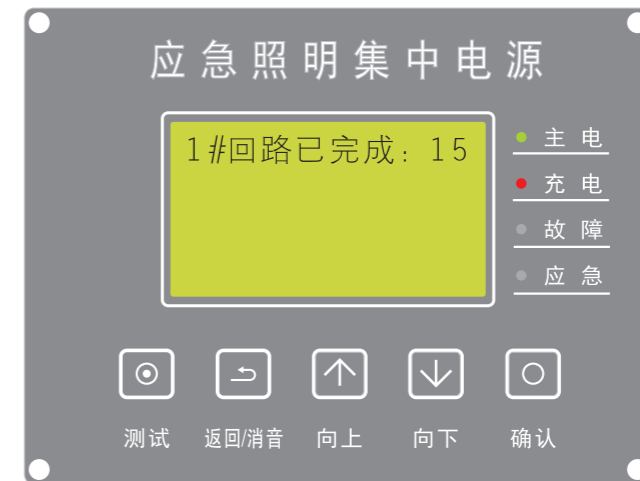 应急照明集中电源
1#回路已完成：15
主电
充电
故障
应急
测试
返回/消音
向上
向下
确认